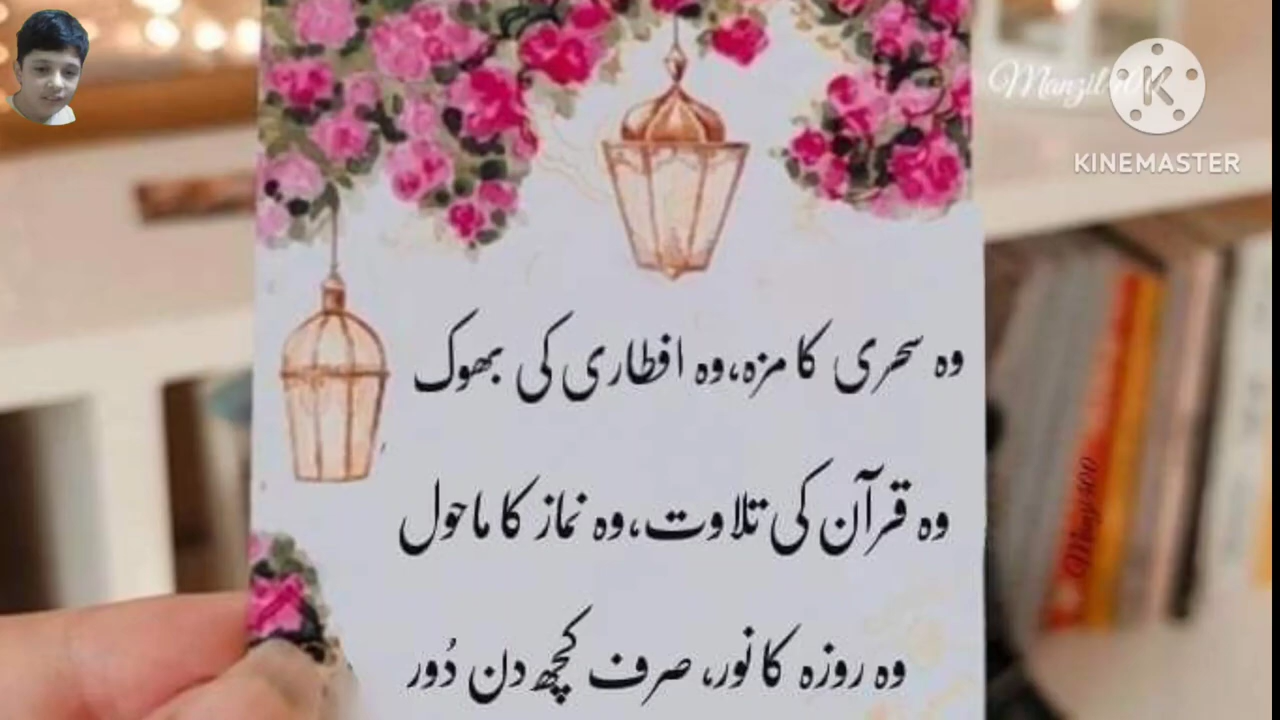 KINEMASTER
وہ سحری کا مزہ،وہ افطاری کی بھوک
وہ قرآن کی تلاوت،وہ نماز کا ماحول
وہ روزہ کا نور، صرف کچھ دن دُور